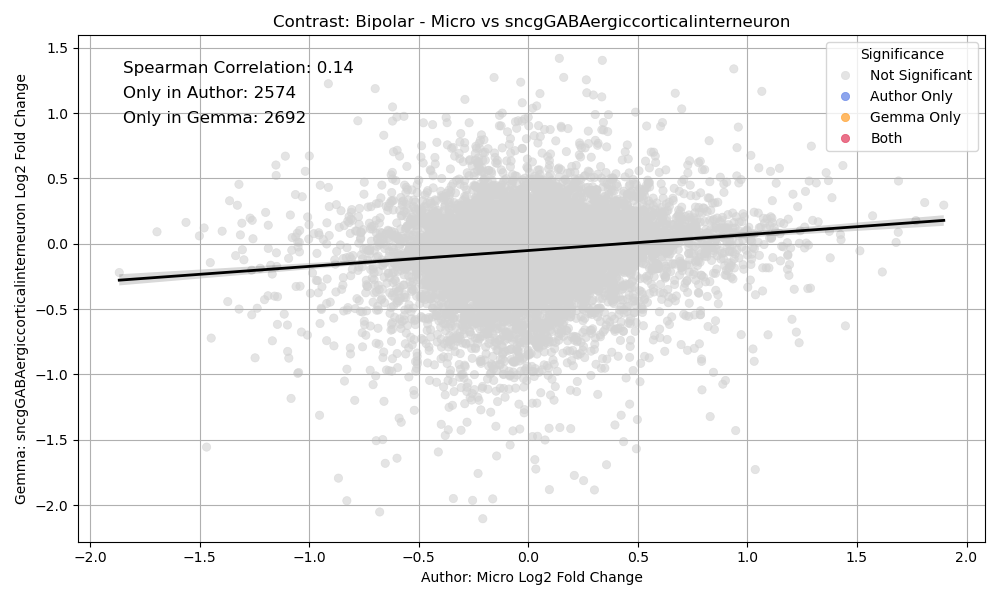 Contrast: Bipolar - Micro vs sncgGABAergiccorticalinterneuron
Spearman Correlation: 0.14
Only in Author: 2574
Only in Gemma: 2692
Significance
Not Significant
Author Only
Gemma Only
Both
Gemma: sncgGABAergiccorticalinterneuron Log2 Fold Change
1.5
1.0
0.5
0.0
−0.5
−1.0
−1.5
−2.0
−2.0 −1.5 −1.0 −0.5 0.0 0.5 1.0 1.5 2.0
Author: Micro Log2 Fold Change